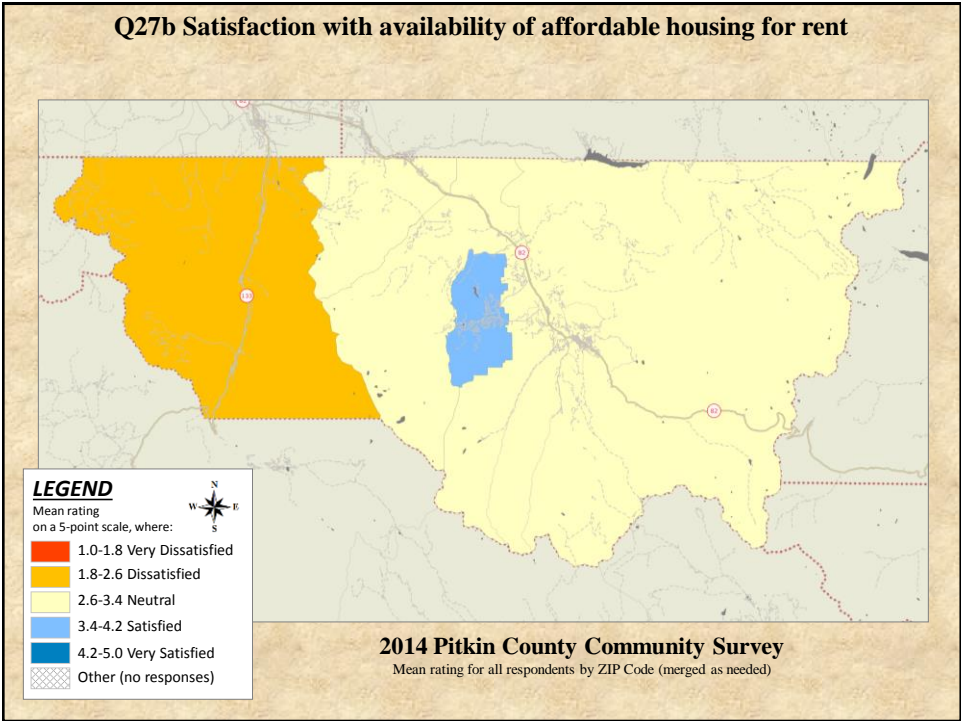 Q27b Satisfaction with availability of affordable housing for rent
82
133
82
LEGEND
Mean rating
on a 5-point scale, where:
N
W E
S
1.0-1.8 Very Dissatisfied
1.8-2.6 Dissatisfied
2.6-3.4 Neutral
3.4-4.2 Satisfied
4.2-5.0 Very Satisfied
Other (no responses)
2014 Pitkin County Community Survey
Mean rating for all respondents by ZIP Code (merged as needed)